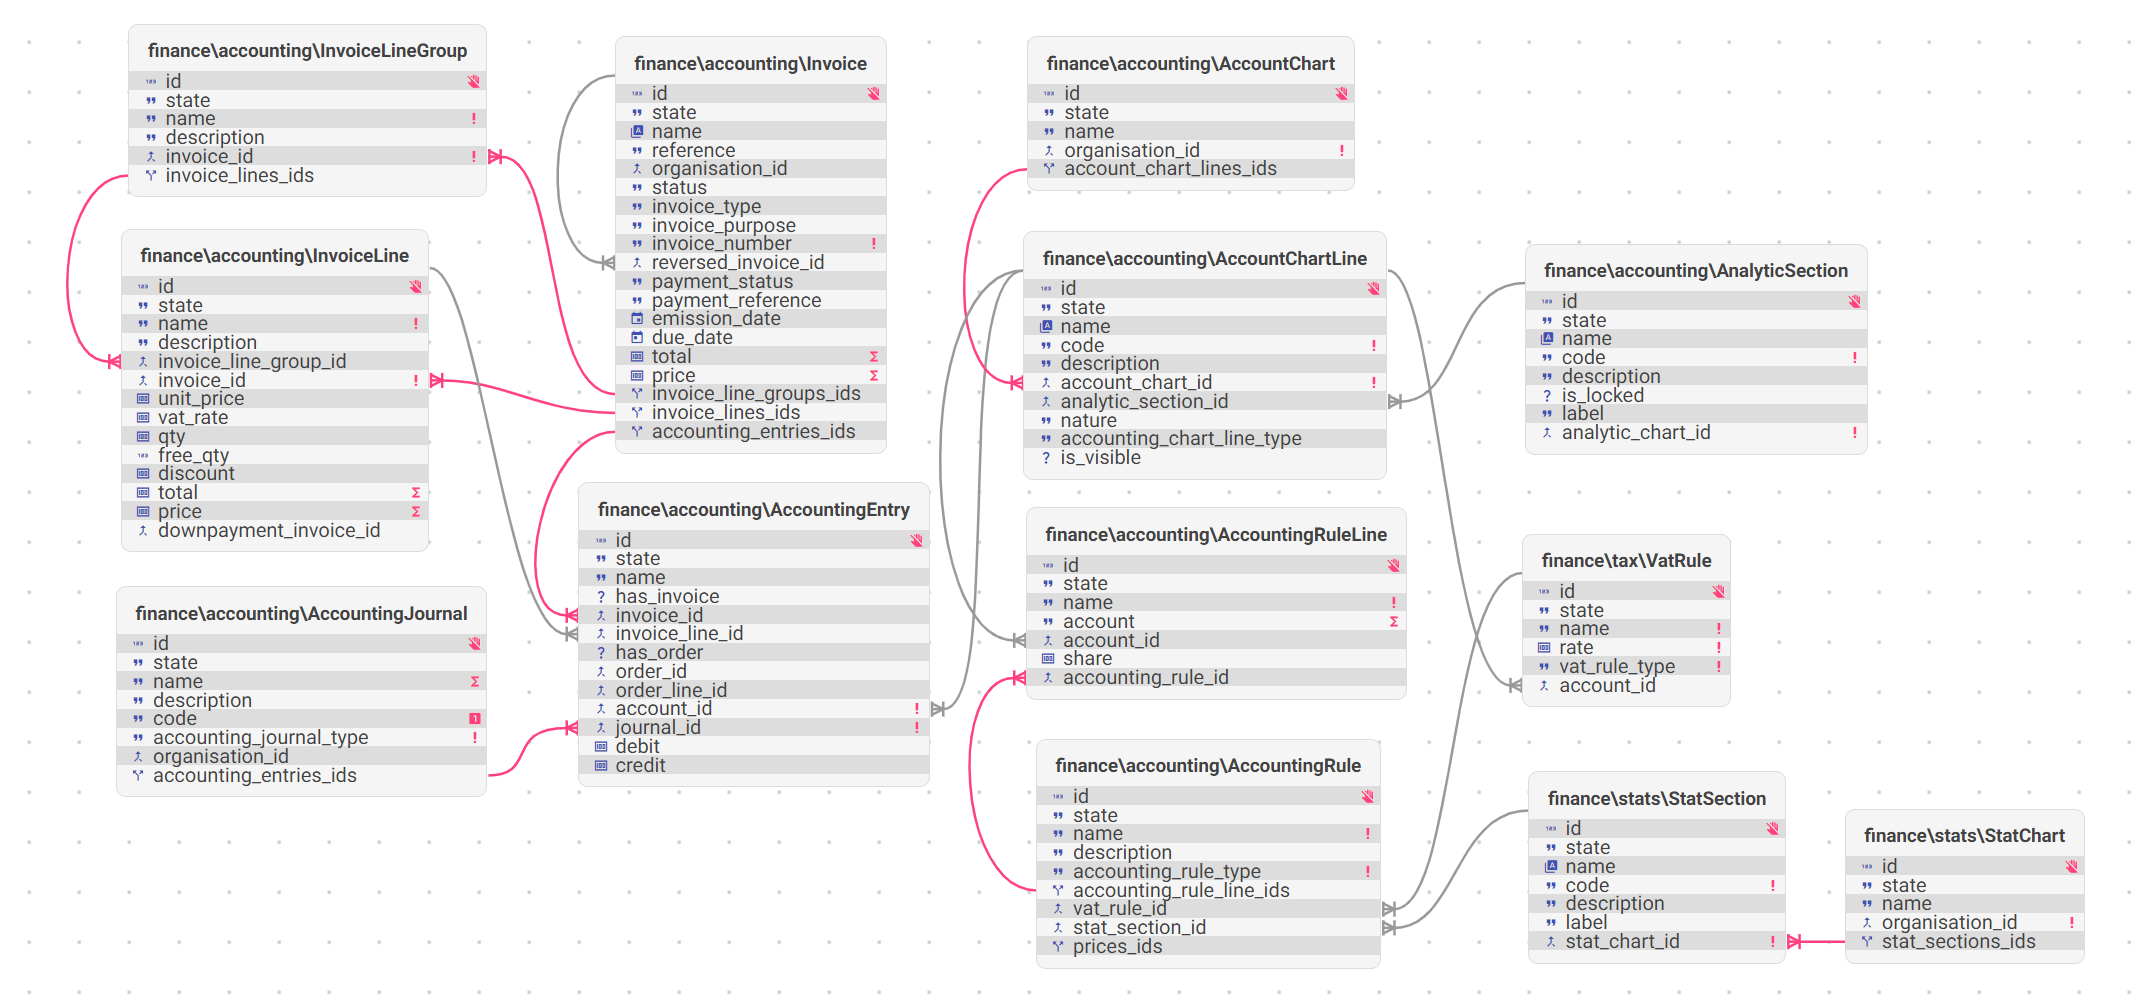 finance\accounting\InvoiceLineGroup
id
state
name
description
invoice_id
invoice_lines_ids
finance\accounting\InvoiceLine
id
state
name
description
invoice_line_group_id
invoice_id
unit_price
vat_rate
qty
free_qty
discount
total
price
downpayment_invoice_id
finance\accounting\AccountingJournal
id
state
name
description
code
accounting_journal_type
organisation_id
accounting_entries_ids
finance\accounting\Invoice
id
state
name
reference
organisation_id
status
invoice_type
invoice_purpose
invoice_number
reversed_invoice_id
payment_status
payment_reference
emission_date
due_date
total
price
invoice_line_groups_ids
invoice_lines_ids
accounting_entries_ids
finance\accounting\AccountingEntry
id
state
name
has_invoice
invoice_id
invoice_line_id
has_order
order_id
order_line_id
account_id
journal_id
debit
credit
finance\accounting\AccountChart
id
state
name
organisation_id
account_chart_lines_ids
finance\accounting\AccountChartLine
id
state
name
code
description
account_chart_id
analytic_section_id
nature
accounting_chart_line_type
is_visible
finance\accounting\AccountingRuleLine
id
state
name
account
account_id
share
accounting_rule_id
finance\accounting\AccountingRule
id
state
name
description
accounting_rule_type
accounting_rule_line_ids
vat_rule_id
stat_section_id
prices_ids
finance\accounting\AnalyticSection
id
state
name
code
description
is_locked
label
analytic_chart_id
finance\tax\VatRule
id
state
name
rate
vat_rule_type
account_id
finance\stats\StatSection
id
state
name
code
description
label
stat_chart_id
finance\stats\StatChart
id
state
name
organisation_id
stat_sections_ids